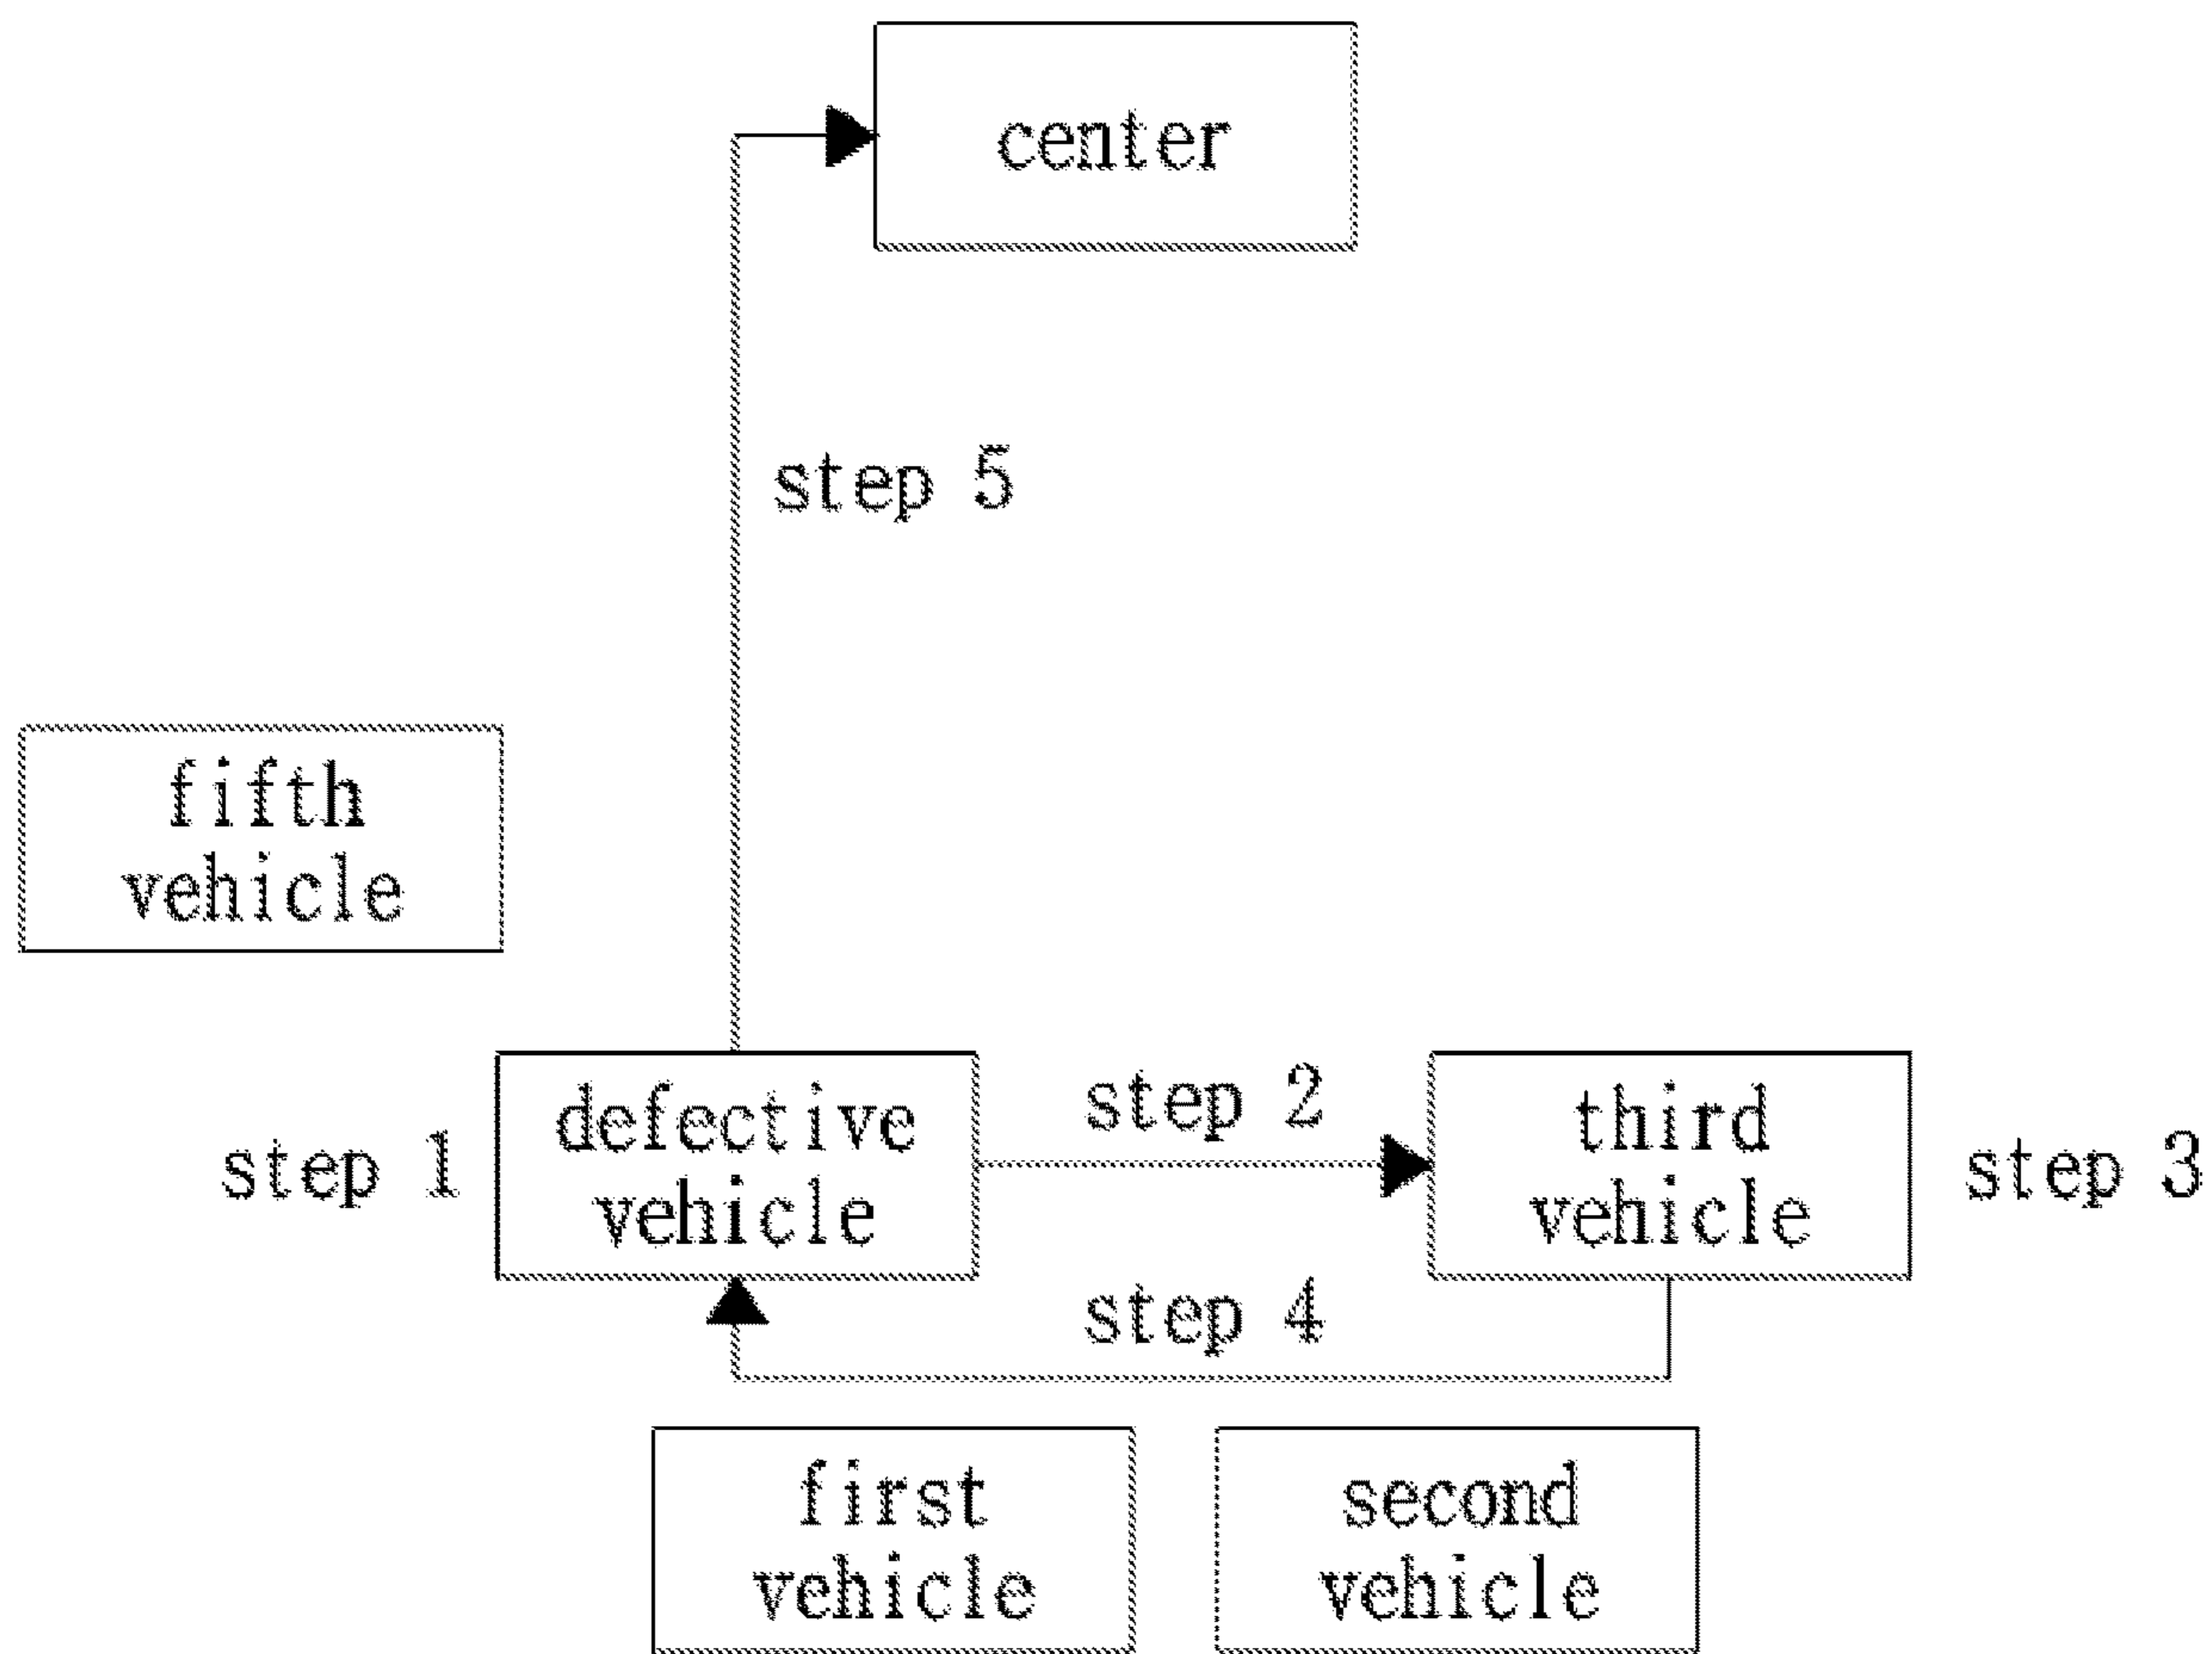 center
step 5
fifth
vehicle
step 1
defective
vehicle
step 2
third
vehicle
step 3
step 4
first
vehicle
second
vehicle